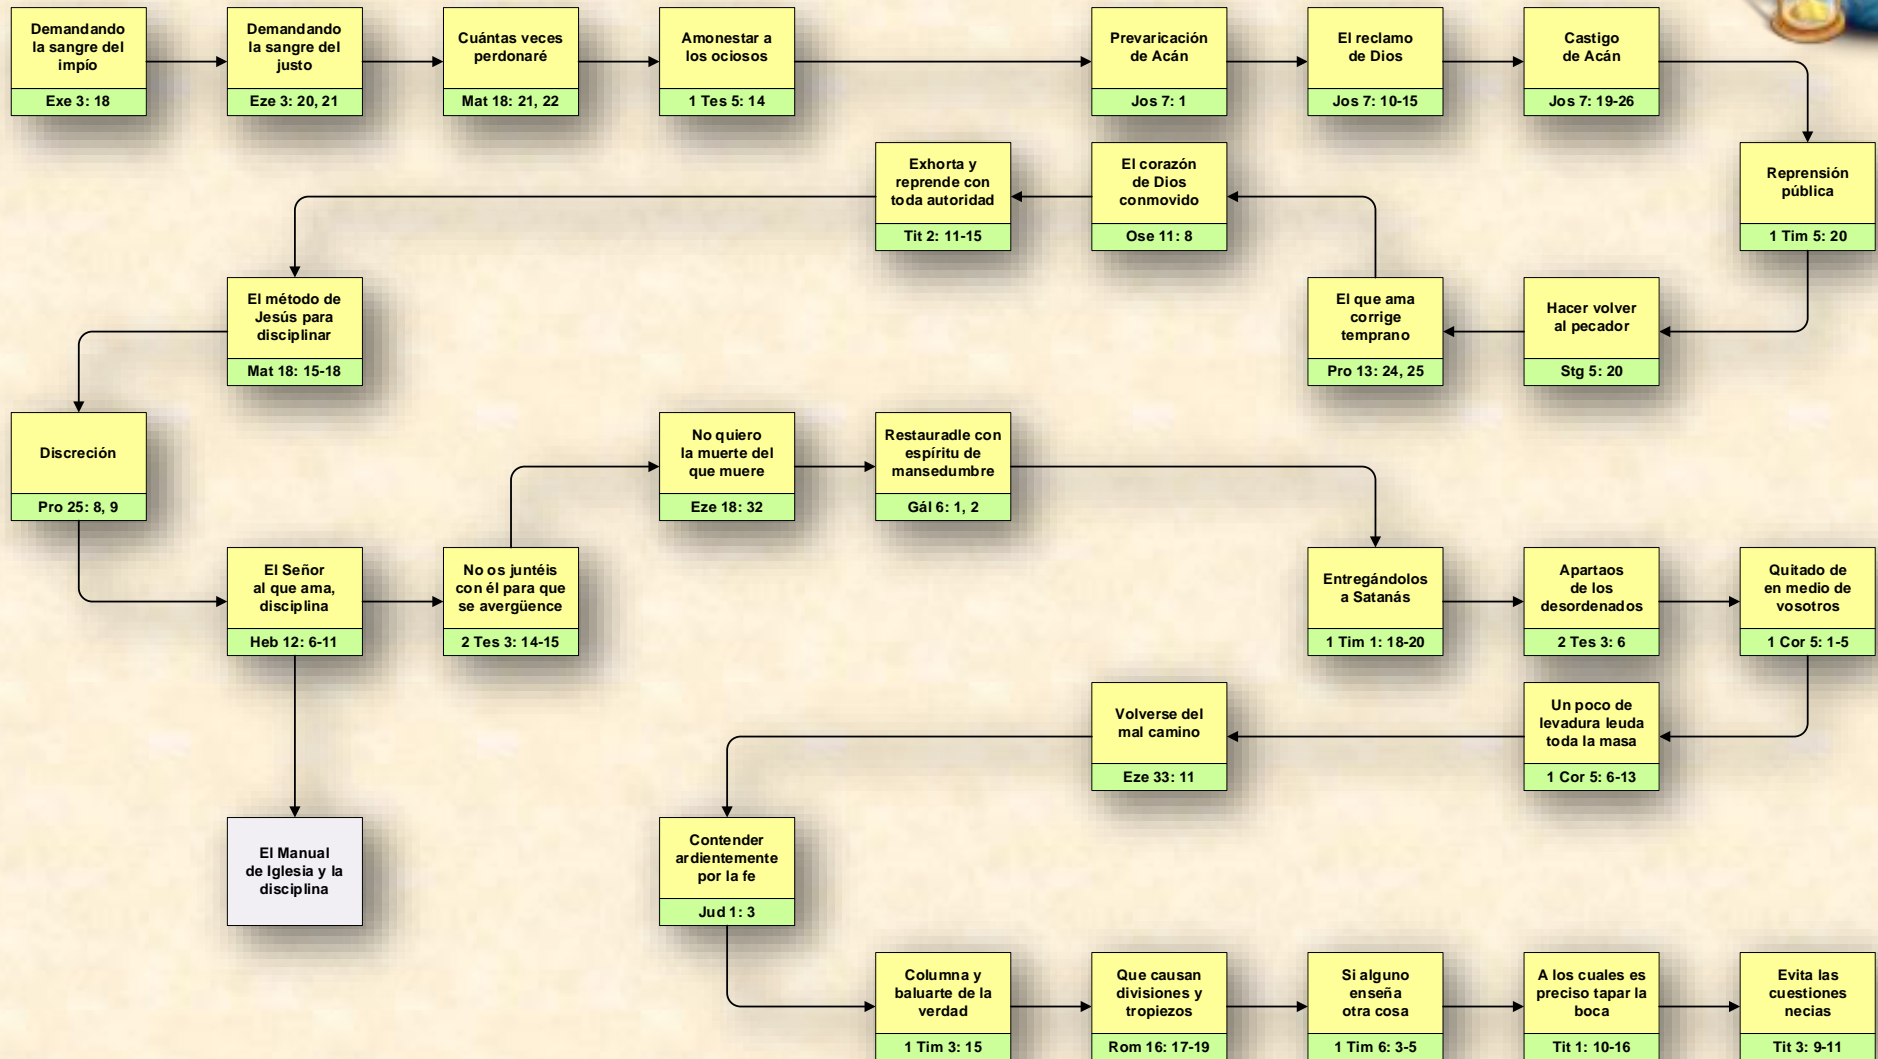 Demandando
la sangre del
impío
Exe 3: 18
Demandando
la sangre del
justo
Eze 3: 20, 21
Cuántas veces
perdonaré
Mat 18: 21, 22
Amonestar a
los ociosos
1 Tes 5: 14
Prevaricación
de Acán
Jos 7: 1
El reclamo
de Dios
Jos 7: 10-15
Castigo
de Acán
Jos 7: 19-26
Reprensión
pública
1 Tim 5: 20
Hacer volver
al pecador
Stg 5: 20
El que ama
corrige
temprano
Pro 13: 24, 25
El corazón
de Dios
conmovido
Ose 11: 8
Exhorta y
reprende con
toda autoridad
Tit 2: 11-15
El método de
Jesús para
disciplinar
Mat 18: 15-18
Discreción
Pro 25: 8, 9
El Señor
al que ama,
disciplina
Heb 12: 6-11
El Manual
de Iglesia y la
disciplina
No os juntéis
con él para que
se avergüence
2 Tes 3: 14-15
No quiero
la muerte del
que muere
Eze 18: 32
Restauradle con
espíritu de
mansedumbre
Gál 6: 1, 2
Entregándolos
a Satanás
1 Tim 1: 18-20
Apartaos
de los
desordenados
2 Tes 3: 6
Quitado de
en medio de
vosotros
1 Cor 5: 1-5
Un poco de
levadura leuda
toda la masa
1 Cor 5: 6-13
Volverse del
mal camino
Eze 33: 11
Contender
ardientemente
por la fe
Jud 1: 3
Columna y
baluarte de la
verdad
1 Tim 3: 15
Que causan
divisiones y
tropiezos
Rom 16: 17-19
Si alguno
enseña
otra cosa
1 Tim 6: 3-5
A los cuales es
preciso tapar la
boca
Tit 1: 10-16
Evita las
cuestiones
necias
Tit 3: 9-11